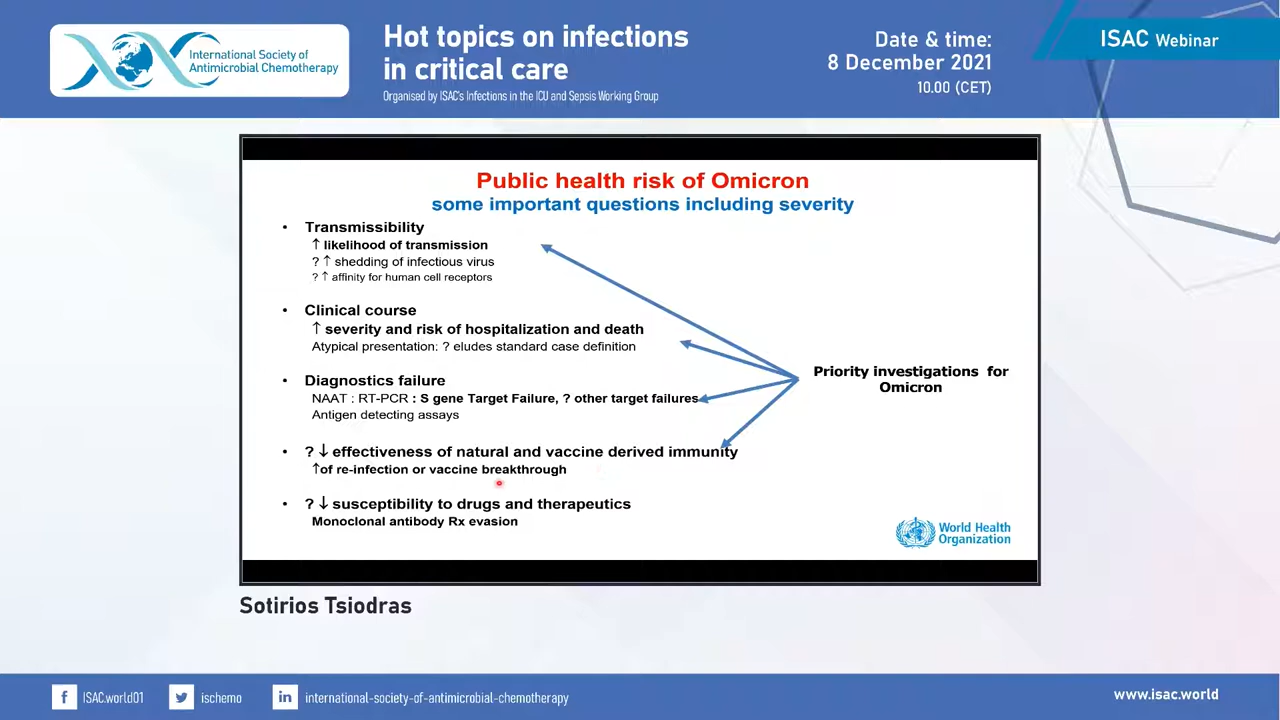 International Society of
Antimicrobial Chemotherapy
Hot topics on infections
in critical care
Organised by ISAC's Infections in the ICU and Sepsis Working Group
Date & time:
8 December 2021
10.00 (CET)
ISAC Webinar
Public health risk of Omicron
some important questions including severity
• Transmissibility
↑ likelihood of transmission
? ↑ shedding of infectious virus
? ↑ affinity for human cell receptors
• Clinical course
↑ severity and risk of hospitalization and death
Atypical presentation: ? eludes standard case definition
• Diagnostics failure
NAAT : RT-PCR : S gene Target Failure, ? other target failures
Antigen detecting assays
• ? ↓ effectiveness of natural and vaccine derived immunity
↑of re-infection or vaccine breakthrough
• ? ↓ susceptibility to drugs and therapeutics
Monoclonal antibody Rx evasion
Priority investigations for
Omicron
World Health
Organization
Sotirios Tsiodras
f ISAC.world01
ischemo
in international-society-of-antimicrobial-chemotherapy
www.isac.world